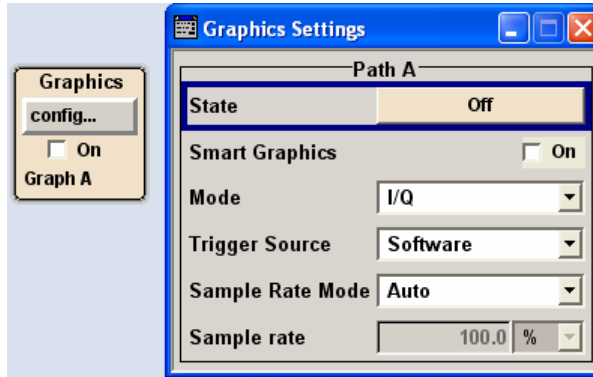 Graphics
config...
On
Graph A
Graphics Settings
Path A
State Off
Smart Graphics On
Mode I/Q
Trigger Source Software
Sample Rate Mode Auto
Sample rate 100.0 %